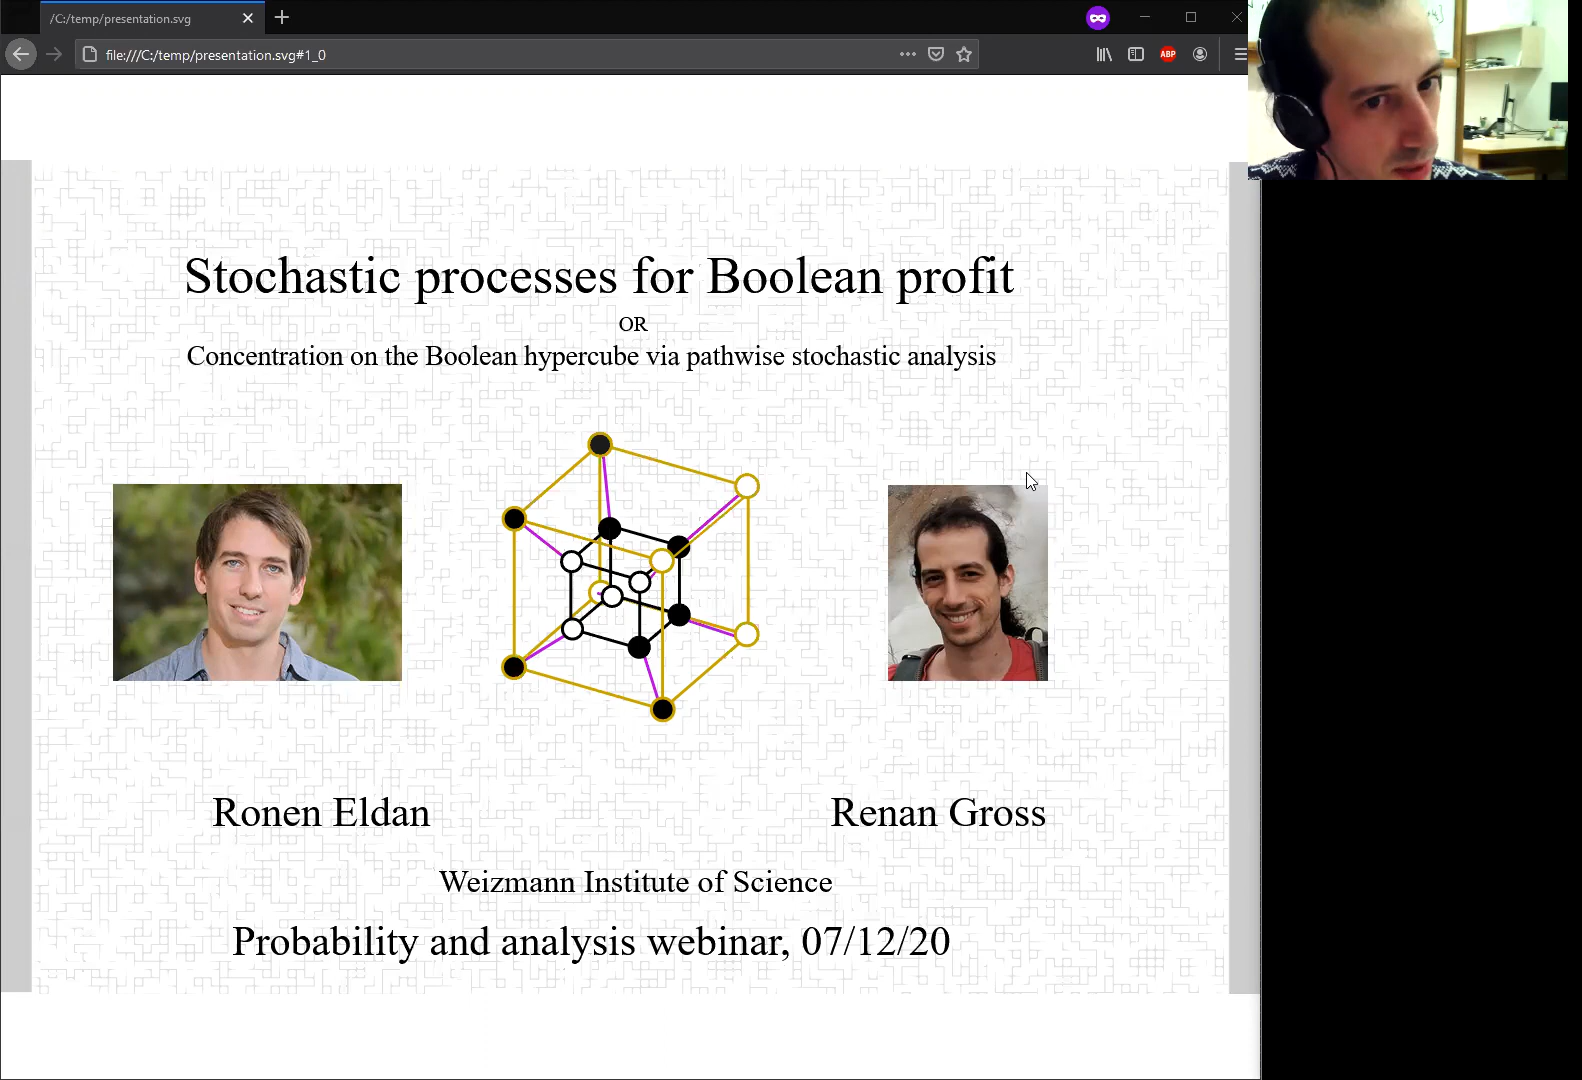 /C:/temp/presentation.svg
file:///C:/temp/presentation.svg#1_0
ABP
Stochastic processes for Boolean profit
OR
Concentration on the Boolean hypercube via pathwise stochastic analysis
Ronen Eldan
Renan Gross
Weizmann Institute of Science
Probability and analysis webinar, 07/12/20